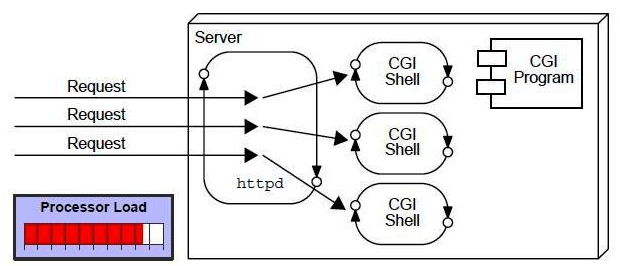 Server
CGI
Shell
CGI
Program
Request
Request
CGI
Shell
Request
httpd
CGI
Shell
Processor Load